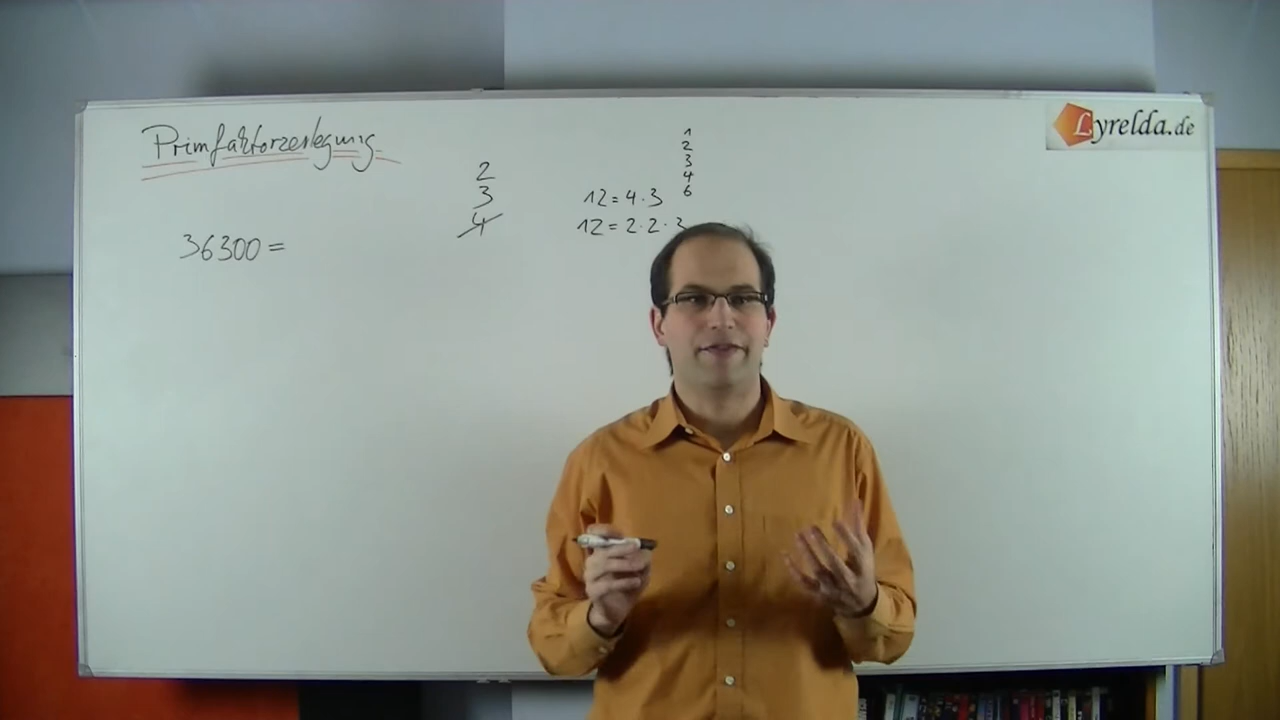 Primfaktorzerlegung
36300 =
2
3
4
12 = 4 · 3
12 = 2 · 2 · 3
1
2
3
4
6
Lyrelda.de